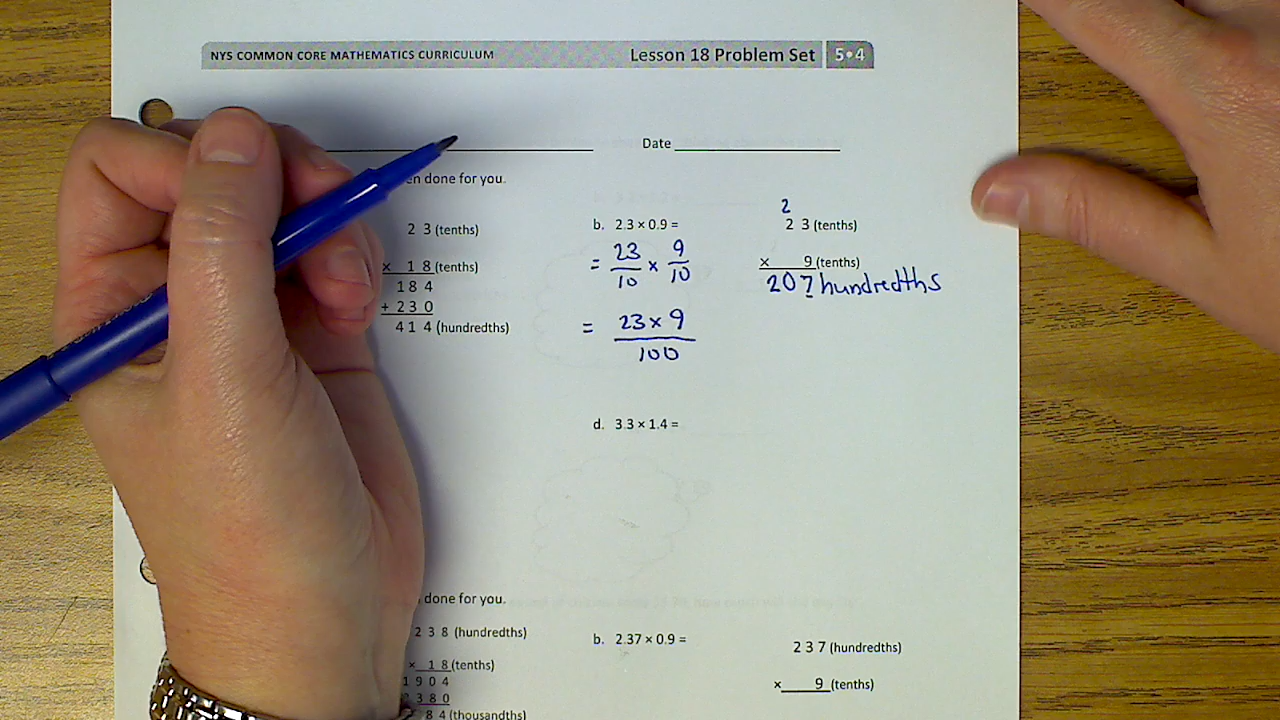 NYS COMMON CORE MATHEMATICS CURRICULUM Lesson 18 Problem Set 5•4
Date
done for you.
2 3 (tenths)
× 1 8 (tenths)
1 8 4
+ 2 3 0
4 1 4 (hundredths)
b. 2.3 × 0.9 =
= 23/10 × 9/10
= 23 × 9 / 100
2
2 3 (tenths)
× 9 (tenths)
207 hundredths
d. 3.3 × 1.4 =
done for you.
2 3 8 (hundredths)
× 1 8 (tenths)
1 9 0 4
3 8 0
8 4 (thousandths)
b. 2.37 × 0.9 =
2 3 7 (hundredths)
× 9 (tenths)